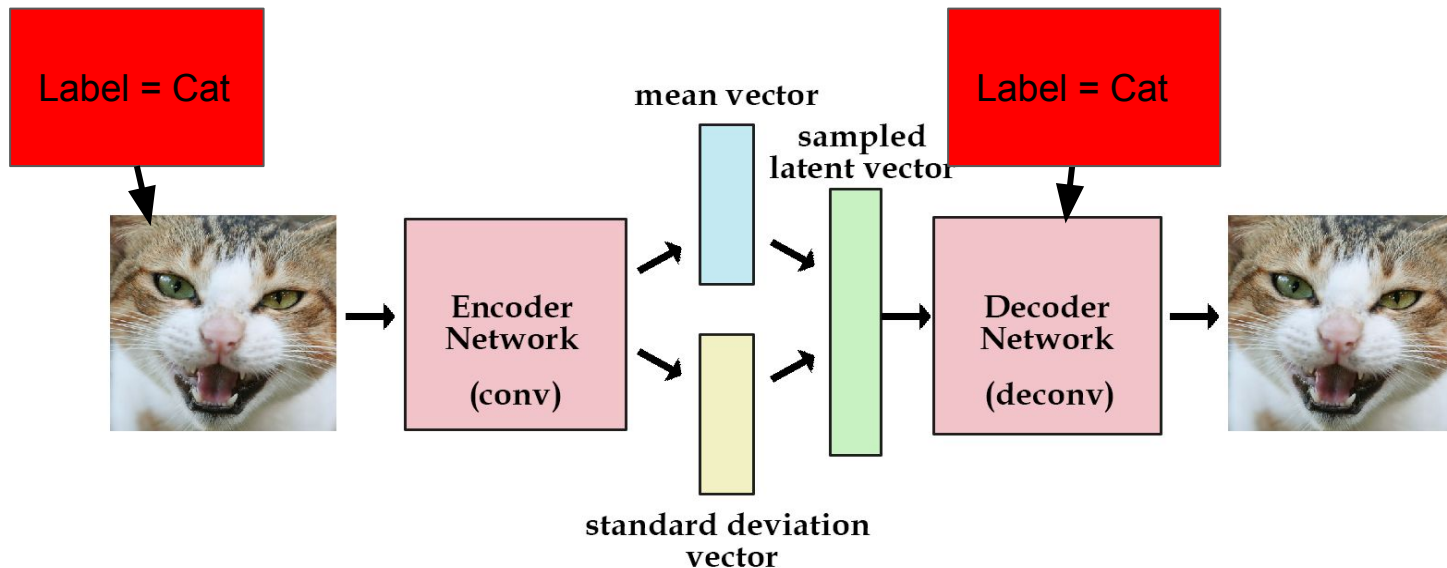 Label = Cat
Label = Cat
mean vector
sampled
latent vector
Encoder
Network
(conv)
Decoder
Network
(deconv)
standard deviation
vector